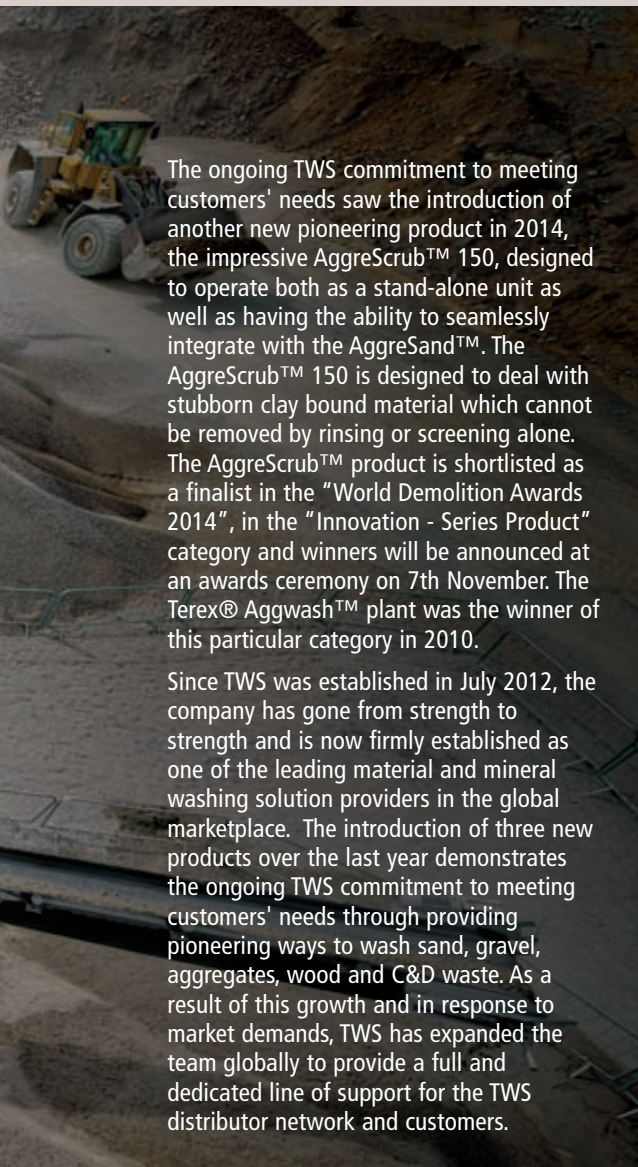 The ongoing TWS commitment to meeting
customers' needs saw the introduction of
another new pioneering product in 2014,
the impressive AggreScrub™ 150, designed
to operate both as a stand-alone unit as
well as having the ability to seamlessly
integrate with the AggreSand™. The
AggreScrub™ 150 is designed to deal with
stubborn clay bound material which cannot
be removed by rinsing or screening alone.
The AggreScrub™ product is shortlisted as
a finalist in the “World Demolition Awards
2014”, in the “Innovation - Series Product”
category and winners will be announced at
an awards ceremony on 7th November. The
Terex® Aggwash™ plant was the winner of
this particular category in 2010.
Since TWS was established in July 2012, the
company has gone from strength to
strength and is now firmly established as
one of the leading material and mineral
washing solution providers in the global
marketplace. The introduction of three new
products over the last year demonstrates
the ongoing TWS commitment to meeting
customers' needs through providing
pioneering ways to wash sand, gravel,
aggregates, wood and C&D waste. As a
result of this growth and in response to
market demands, TWS has expanded the
team globally to provide a full and
dedicated line of support for the TWS
distributor network and customers.